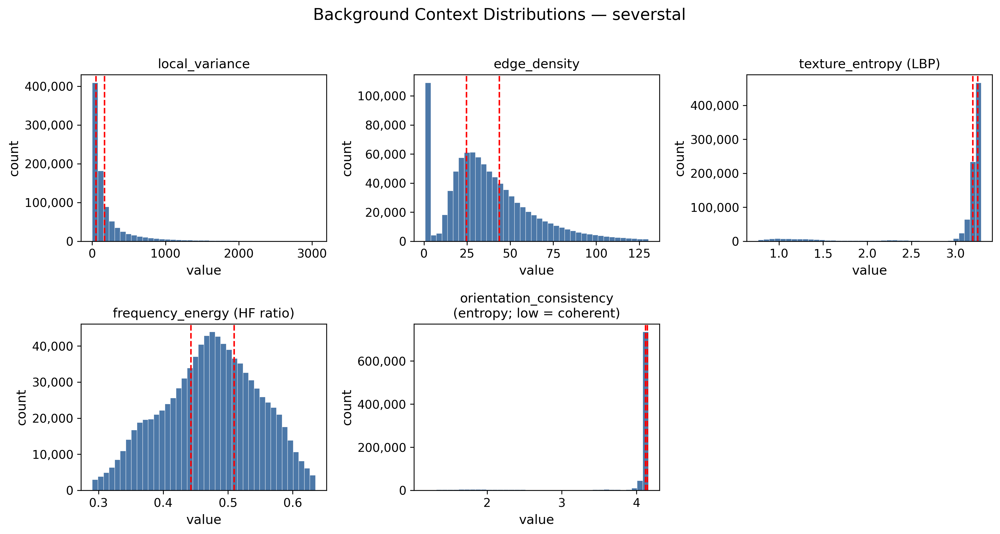 Background Context Distributions — severstal
local_variance
400,000
300,000
200,000
100,000
0
count
0 1000 2000 3000
value
edge_density
100,000
80,000
60,000
40,000
20,000
0
count
0 25 50 75 100 125
value
texture_entropy (LBP)
400,000
300,000
200,000
100,000
0
count
1.0 1.5 2.0 2.5 3.0
value
frequency_energy (HF ratio)
40,000
30,000
20,000
10,000
0
count
0.3 0.4 0.5 0.6
value
orientation_consistency
(entropy; low = coherent)
600,000
400,000
200,000
0
count
2 3 4
value